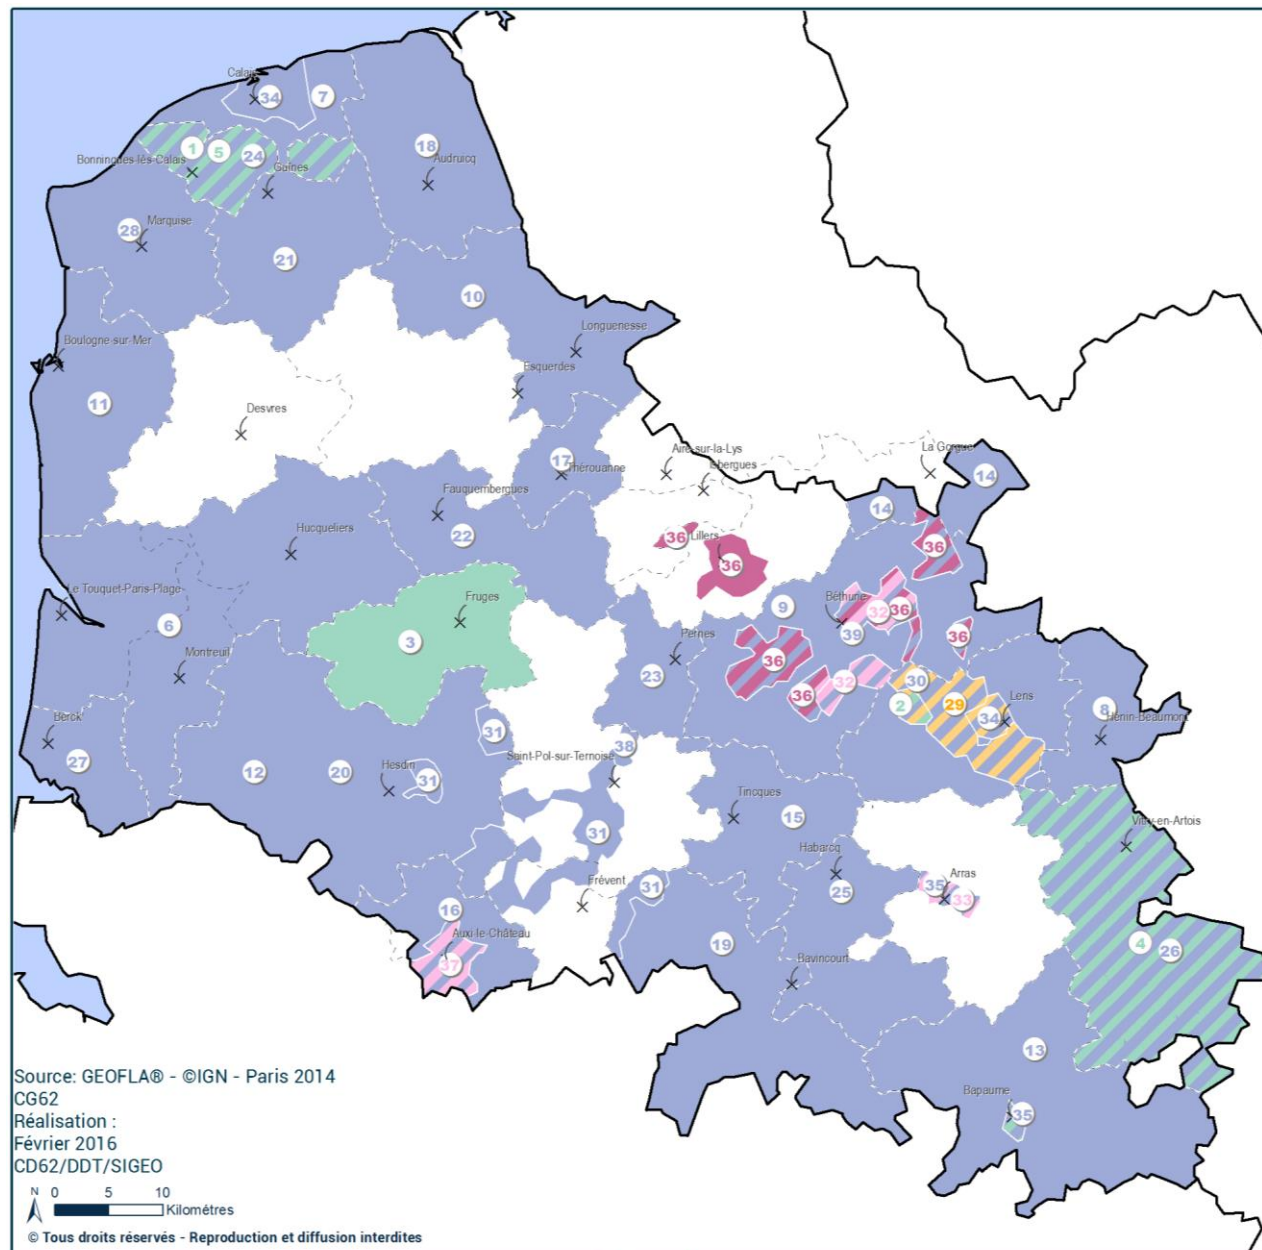 Calais
34
7
1
5
24
18
Bonningues-lès-Calais
Guînes
Audruicq
28
Marquise
21
10
Boulogne-sur-Mer
Longuenesse
Esquerdes
11
Desvres
17
Thérouanne
Aire-sur-la-Lys
Isbergues
La Gorgue
14
14
Fauquembergues
22
Hucqueliers
36
Lillers
36
36
Le Touquet-Paris-Plage
6
Montreuil
Fruges
3
9
Béthune
32
36
39
36
Pernes
23
36
36
32
30
2
29
34
Lens
8
Hénin-Beaumont
Berck
27
12
20
Hesdin
31
31
38
Saint-Pol-sur-Ternoise
31
Tincques
15
Vitry-en-Artois
Habarcq
25
35
Arras
33
Frévent
31
16
Auxi-le-Château
37
19
Bavincourt
4
26
13
Bapaume
35
Source: GEOFLA® - ©IGN - Paris 2014
CG62
Réalisation :
Février 2016
CD62/DDT/SIGEO
N 0 5 10
Kilométres
© Tous droits réservés - Reproduction et diffusion interdites